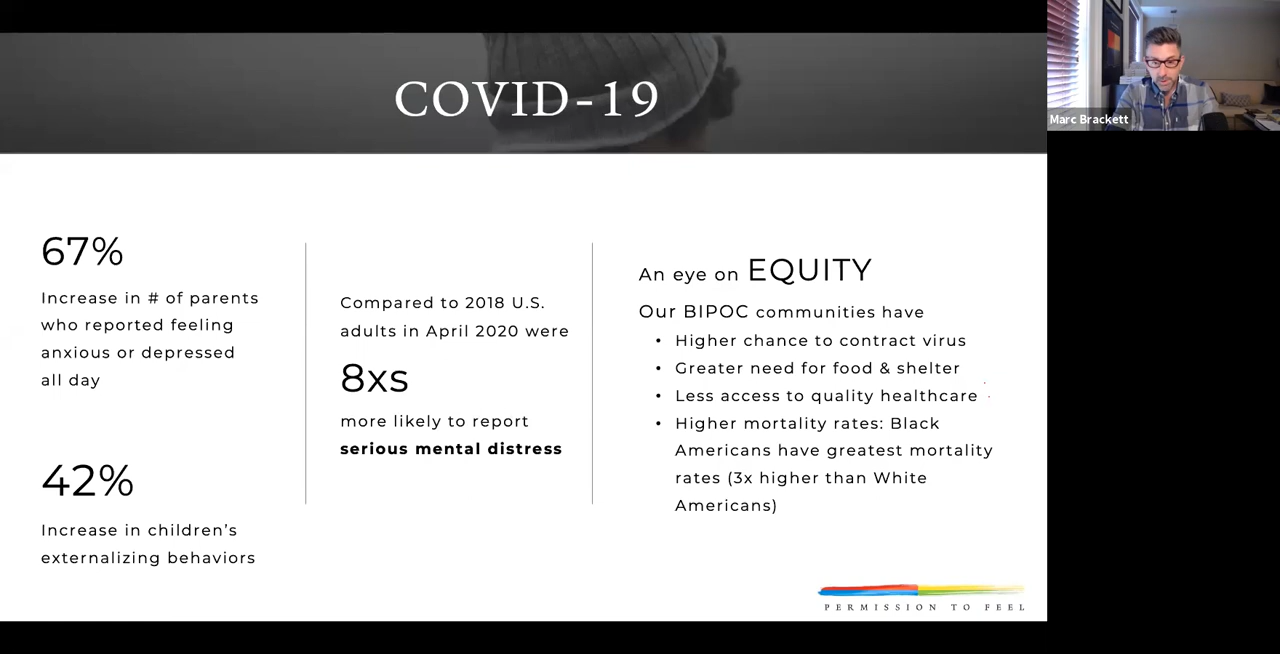 COVID-19
Marc Brackett
67%
Increase in # of parents
who reported feeling
anxious or depressed
all day
42%
Increase in children's
externalizing behaviors
Compared to 2018 U.S.
adults in April 2020 were
8xs
more likely to report
serious mental distress
An eye on EQUITY
Our BIPOC communities have
• Higher chance to contract virus
• Greater need for food & shelter
• Less access to quality healthcare
• Higher mortality rates: Black
Americans have greatest mortality
rates (3x higher than White
Americans)
PERMISSION TO FEEL